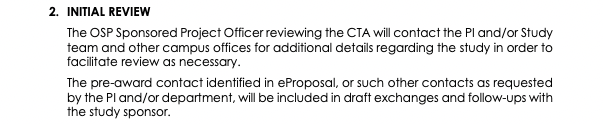 2. INITIAL REVIEW
The OSP Sponsored Project Officer reviewing the CTA will contact the PI and/or Study
team and other campus offices for additional details regarding the study in order to
facilitate review as necessary.
The pre-award contact identified in eProposal, or such other contacts as requested
by the PI and/or department, will be included in draft exchanges and follow-ups with
the study sponsor.